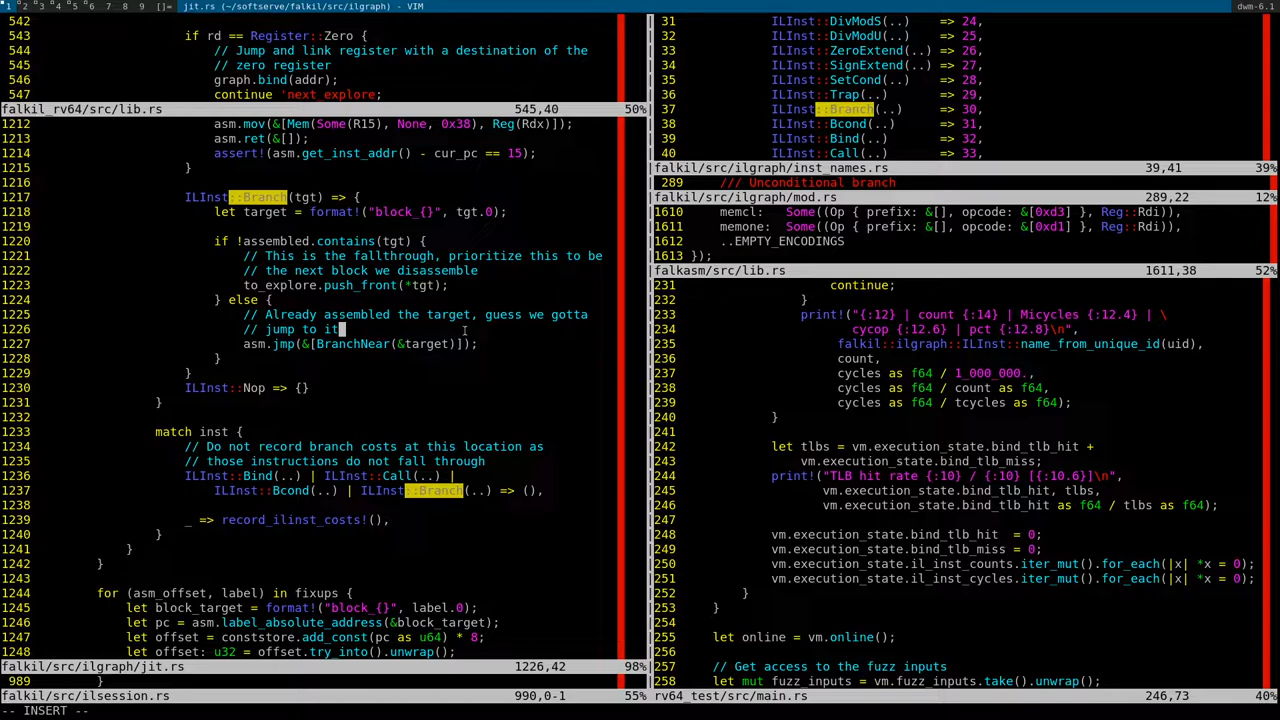 1 2 3 4 5 6 7 8 9 []= jit.rs (~/softserve/falkil/src/ilgraph) - VIM dwm-6.1
542
543 if rd == Register::Zero {
544 // Jump and link register with a destination of the
545 // zero register
546 graph.bind(addr);
547 continue 'next_explore;
falkil_rv64/src/lib.rs 545,40 50%
1212 asm.mov(&[Mem(Some(R15), None, 0x38), Reg(Rdx)]);
1213 asm.ret(&[]);
1214 assert!(asm.get_inst_addr() - cur_pc == 15);
1215 }
1216
1217 ILInst::Branch(tgt) => {
1218 let target = format!("block_{}", tgt.0);
1219
1220 if !assembled.contains(tgt) {
1221 // This is the fallthrough, prioritize this to be
1222 // the next block we disassemble
1223 to_explore.push_front(*tgt);
1224 } else {
1225 // Already assembled the target, guess we gotta
1226 // jump to it
1227 asm.jmp(&[BranchNear(&target)]);
1228 }
1229 }
1230 ILInst::Nop => {}
1231 }
1232
1233 match inst {
1234 // Do not record branch costs at this location as
1235 // those instructions do not fall through
1236 ILInst::Bind(..) | ILInst::Call(..) |
1237 ILInst::Bcond(..) | ILInst::Branch(..) => (),
1238
1239 _ => record_ilinst_costs!(),
1240 }
1241 }
1242 }
1243
1244 for (asm_offset, label) in fixups {
1245 let block_target = format!("block_{}", label.0);
1246 let pc = asm.label_absolute_address(&block_target);
1247 let offset = conststore.add_const(pc as u64) * 8;
1248 let offset: u32 = offset.try_into().unwrap();
falkil/src/ilgraph/jit.rs 1226,42 98%
989 }
falkil/src/ilsession.rs 990,0-1 55%
-- INSERT --
31 ILInst::DivModS(..) => 24,
32 ILInst::DivModU(..) => 25,
33 ILInst::ZeroExtend(..) => 26,
34 ILInst::SignExtend(..) => 27,
35 ILInst::SetCond(..) => 28,
36 ILInst::Trap(..) => 29,
37 ILInst::Branch(..) => 30,
38 ILInst::Bcond(..) => 31,
39 ILInst::Bind(..) => 32,
40 ILInst::Call(..) => 33,
falkil/src/ilgraph/inst_names.rs 39,41 39%
289 /// Unconditional branch
falkil/src/ilgraph/mod.rs 289,22 12%
1610 memcl: Some((Op { prefix: &[], opcode: &[0xd3] }, Reg::Rdi)),
1611 memone: Some((Op { prefix: &[], opcode: &[0xd1] }, Reg::Rdi)),
1612 ..EMPTY_ENCODINGS
1613 });
falkasm/src/lib.rs 1611,38 52%
231 continue;
232 }
233 print!("{:12} | count {:14} | Micycles {:12.4} | \
234 cycop {:12.6} | pct {:12.8}\n",
235 falkil::ilgraph::ILInst::name_from_unique_id(uid),
236 count,
237 cycles as f64 / 1_000_000.,
238 cycles as f64 / count as f64,
239 cycles as f64 / tcycles as f64);
240 }
241
242 let tlbs = vm.execution_state.bind_tlb_hit +
243 vm.execution_state.bind_tlb_miss;
244 print!("TLB hit rate {:10} / {:10} [{:10.6}]\n",
245 vm.execution_state.bind_tlb_hit, tlbs,
246 vm.execution_state.bind_tlb_hit as f64 / tlbs as f64);
247
248 vm.execution_state.bind_tlb_hit = 0;
249 vm.execution_state.bind_tlb_miss = 0;
250 vm.execution_state.il_inst_counts.iter_mut().for_each(|x| *x = 0);
251 vm.execution_state.il_inst_cycles.iter_mut().for_each(|x| *x = 0);
252 }
253 }
254
255 let online = vm.online();
256
257 // Get access to the fuzz inputs
258 let mut fuzz_inputs = vm.fuzz_inputs.take().unwrap();
rv64_test/src/main.rs 246,73 40%